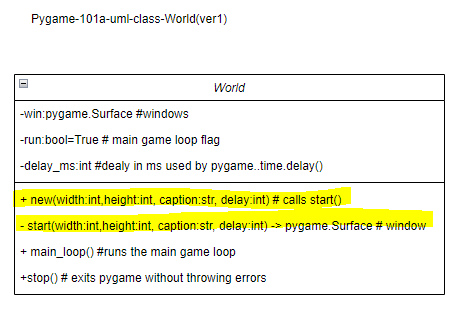 Pygame-101a-uml-class-World(ver1)
World
-win:pygame.Surface #windows
-run:bool=True # main game loop flag
-delay_ms:int #dealy in ms used by pygame..time.delay()
+ new(width:int,height:int, caption:str, delay:int) # calls start()
- start(width:int,height:int, caption:str, delay:int) -> pygame.Surface # window
+ main_loop() #runs the main game loop
+stop() # exits pygame without throwing errors